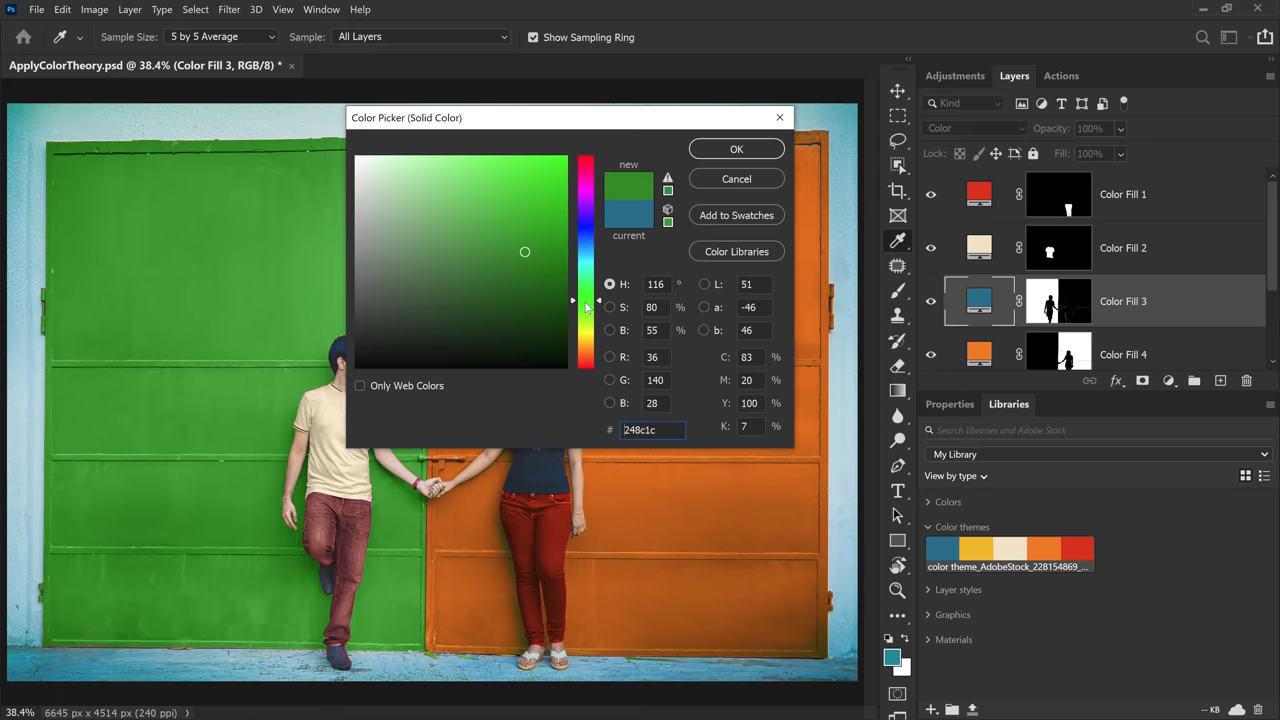 Ps File Edit Image Layer Type Select Filter 3D View Window Help
Sample Size: 5 by 5 Average Sample: All Layers Show Sampling Ring
ApplyColorTheory.psd @ 38.4% (Color Fill 3, RGB/8) * ×
Color Picker (Solid Color)
new
current
OK
Cancel
Add to Swatches
Color Libraries
H: 116 ° L: 51
S: 80 % a: -46
B: 55 % b: 46
R: 36 C: 83 %
G: 140 M: 20 %
B: 28 Y: 100 %
# 248c1c K: 7 %
Only Web Colors
Adjustments Layers Actions
Kind
Color Opacity: 100%
Lock: Fill: 100%
Color Fill 1
Color Fill 2
Color Fill 3
Color Fill 4
fx
Properties Libraries
Search libraries and Adobe Stock
My Library
View by type
Colors
Color themes
color theme_AdobeStock_228154869_...
Layer styles
Graphics
Materials
-- KB
38.4% 6645 px x 4514 px (240 ppi)